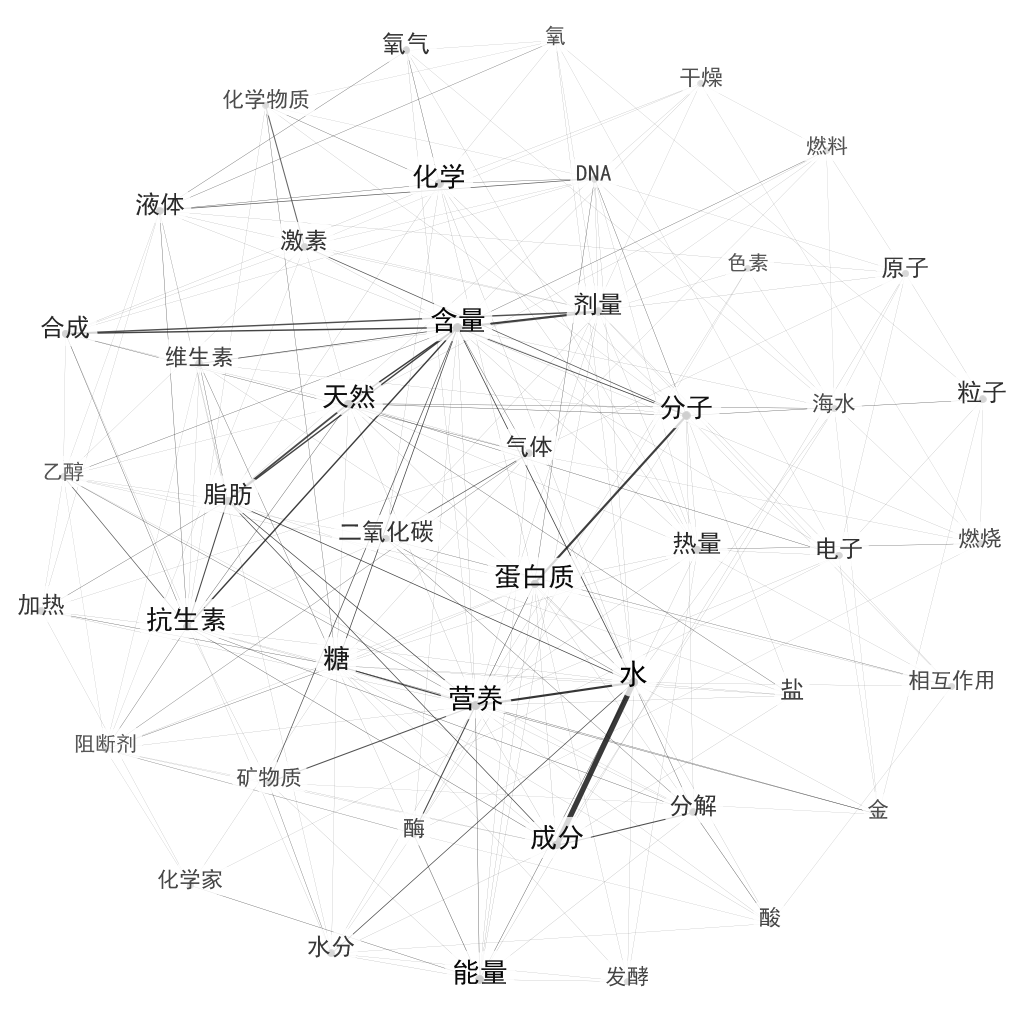 氧
氧气
干燥
化学物质
燃料
化学
DNA
液体
激素
色素
原子
剂量
含量
合成
维生素
粒子
天然
海水
分子
气体
乙醇
脂肪
二氧化碳
燃烧
热量
电子
蛋白质
加热
抗生素
糖
水
相互作用
盐
营养
阻断剂
矿物质
分解
金
酶
成分
化学家
酸
水分
能量
发酵